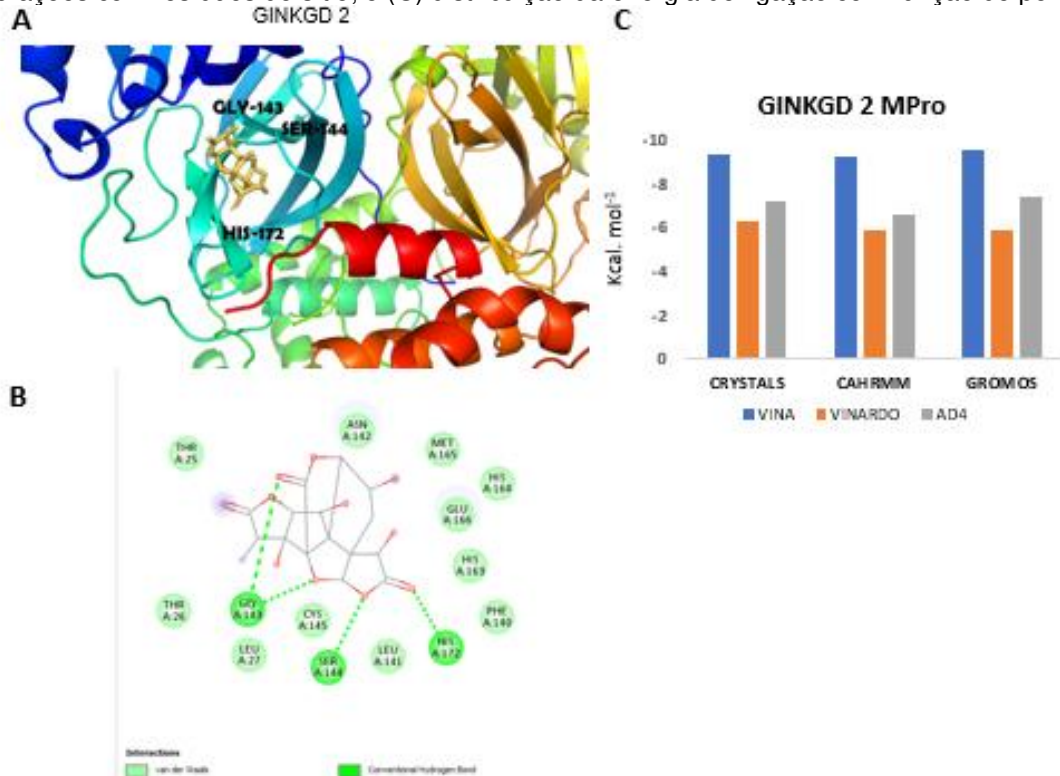 A
GINKGD 2
C
GLY-143
SER-144
HIS-172
GINKGD 2 MPro
Kcal. mol⁻¹
-10
-8
-6
-4
-2
0
CRYSTALS CAHRMM GROMOS
VINA VINARDO AD4
B
ASN
A:142
THR
A:25
MET
A:165
HIS
GLU
A:166
HIS
THR
A:26
GLY
A:143
CYS
A:145
PHE
A:140
LEU
A:27
SER
A:144
LEU
A:141
HIS
A:172
Interactions
van der Waals Conventional Hydrogen Bond